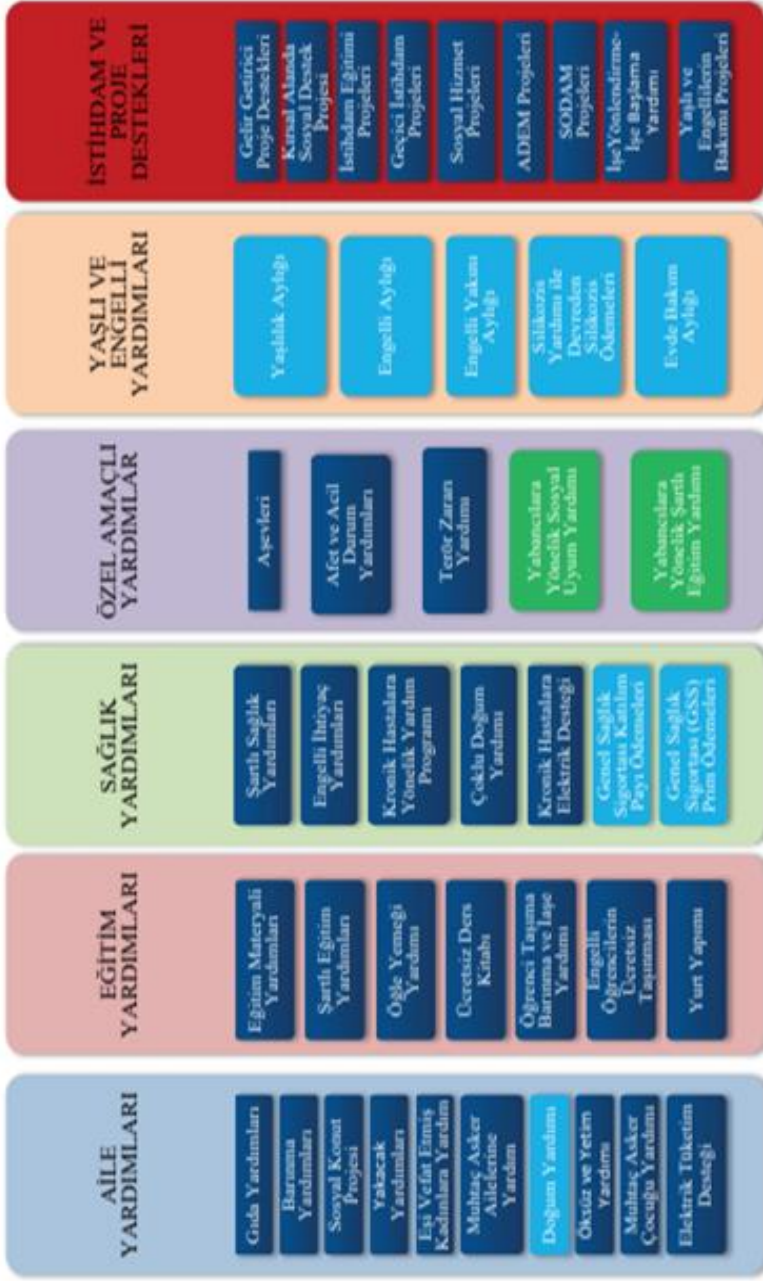 AİLE
YARDIMLARI
Gıda Yardımları
Barınma
Yardımları
Sosyal Konut
Projesi
Yakacak
Yardımları
Eşi Vefat Etmiş
Kadınlara Yardım
Muhtaç Asker
Ailelerine
Yardım
Doğum Yardımı
Öksüz ve Yetim
Yardımı
Muhtaç Asker
Çocuğu Yardımı
Elektrik Tüketim
Desteği
EĞİTİM
YARDIMLARI
Eğitim Materyali
Yardımları
Şartlı Eğitim
Yardımları
Öğle Yemeği
Yardımı
Ücretsiz Ders
Kitabı
Öğrenci Taşıma
Barınma ve İaşe
Yardımı
Engelli
Öğrencilerin
Ücretsiz
Taşınması
Yurt Yapımı
SAĞLIK
YARDIMLARI
Şartlı Sağlık
Yardımları
Engelli İhtiyaç
Yardımları
Kronik Hastalara
Yönelik Yardım
Programı
Çoklu Doğum
Yardımı
Kronik Hastalara
Elektrik Desteği
Genel Sağlık
Sigortası Katılım
Payı Ödemeleri
Genel Sağlık
Sigortası (GSS)
Prim Ödemeleri
ÖZEL AMAÇLI
YARDIMLAR
Aşevleri
Afet ve Acil
Durum
Yardımları
Terör Zararı
Yardımı
Yabancılara
Yönelik Sosyal
Uyum Yardımı
Yabancılara
Yönelik Şartlı
Eğitim Yardımı
YAŞLI VE
ENGELLİ
YARDIMLARI
Yaşlılık Aylığı
Engelli Aylığı
Engelli Yakını
Aylığı
Silikozis
Yardımı ile
Devreden
Silikozis
Ödemeleri
Evde Bakım
Aylığı
İSTİHDAM VE
PROJE
DESTEKLERİ
Gelir Getirici
Proje Destekleri
Kırsal Alanda
Sosyal Destek
Projesi
İstihdam Eğitimi
Projeleri
Geçici İstihdam
Projeleri
Sosyal Hizmet
Projeleri
ADEM Projeleri
SODAM
Projeleri
İşe Yönlendirme-
İşe Başlama
Yardımı
Yaşlı ve
Engellilerin
Bakımı Projeleri